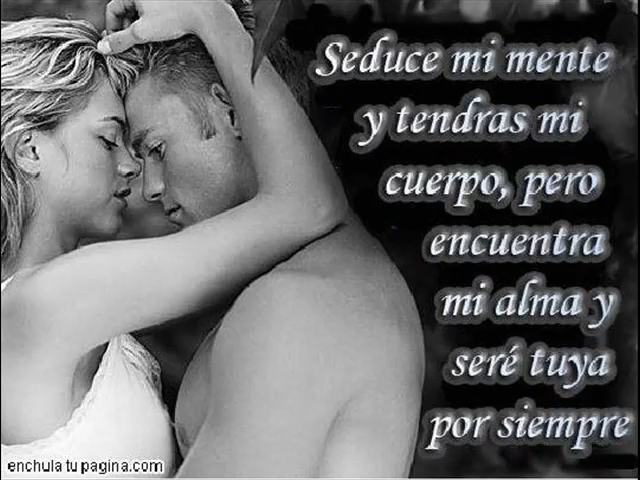 Seduce mi mente
y tendras mi
cuerpo, pero
encuentra
mi alma y
seré tuya
por siempre
enchulatupagina.com